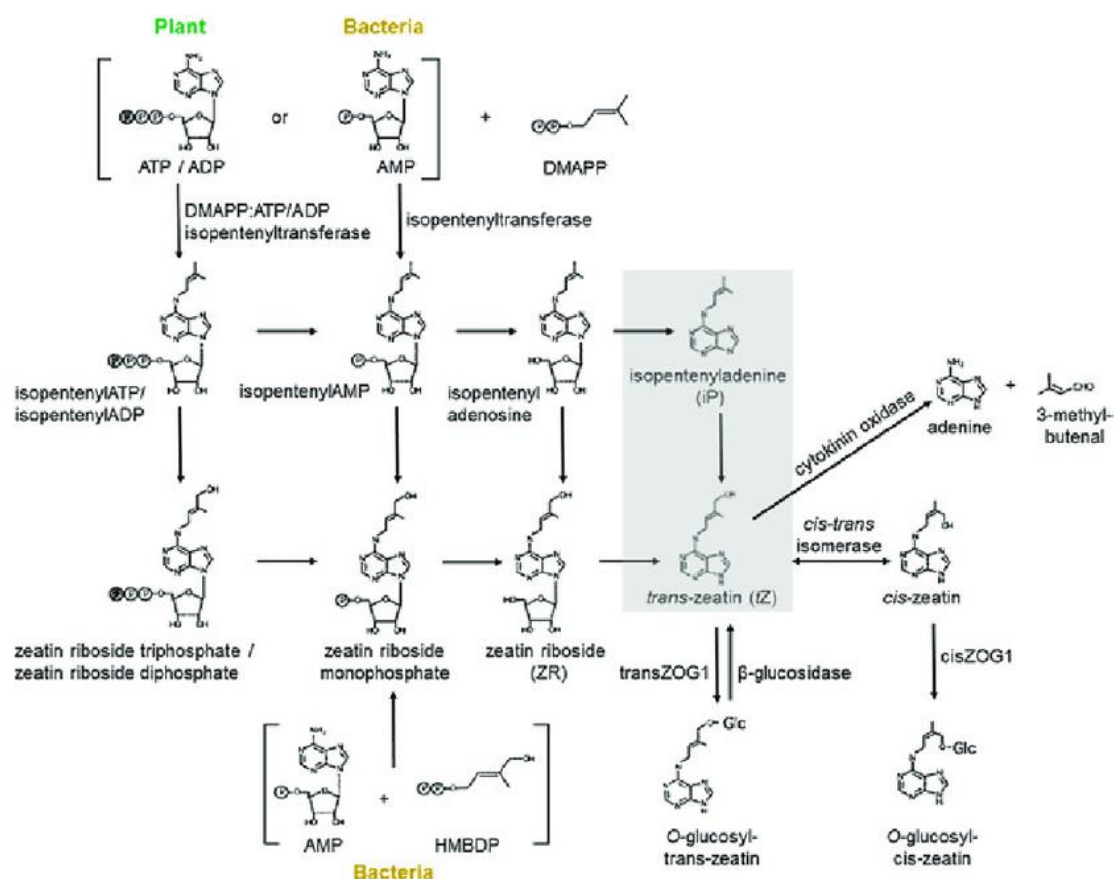 Plant
Bacteria
ATP / ADP
or
AMP
+
DMAPP
DMAPP:ATP/ADP
isopentenyltransferase
isopentenyltransferase
isopentenylATP/
isopentenylADP
isopentenylAMP
isopentenyl
adenosine
isopentenyladenine
(iP)
cytokinin oxidase
adenine
+
3-methyl-
butenal
CHO
zeatin riboside triphosphate /
zeatin riboside diphosphate
zeatin riboside
monophosphate
zeatin riboside
(ZR)
trans-zeatin (tZ)
cis-trans
isomerase
cis-zeatin
transZOG1
β-glucosidase
cisZOG1
AMP
+
HMBDP
Bacteria
Glc
O-glucosyl-
trans-zeatin
Glc
O-glucosyl-
cis-zeatin